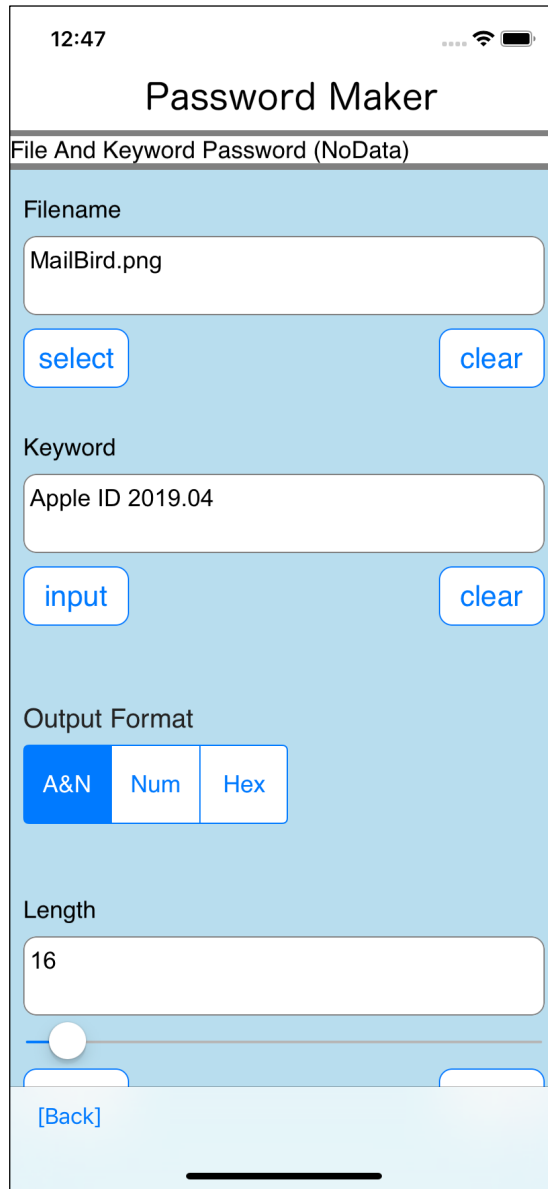 12:47
Password Maker
File And Keyword Password (NoData)
Filename
MailBird.png
select
clear
Keyword
Apple ID 2019.04
input
clear
Output Format
A&N
Num
Hex
Length
16
[Back]